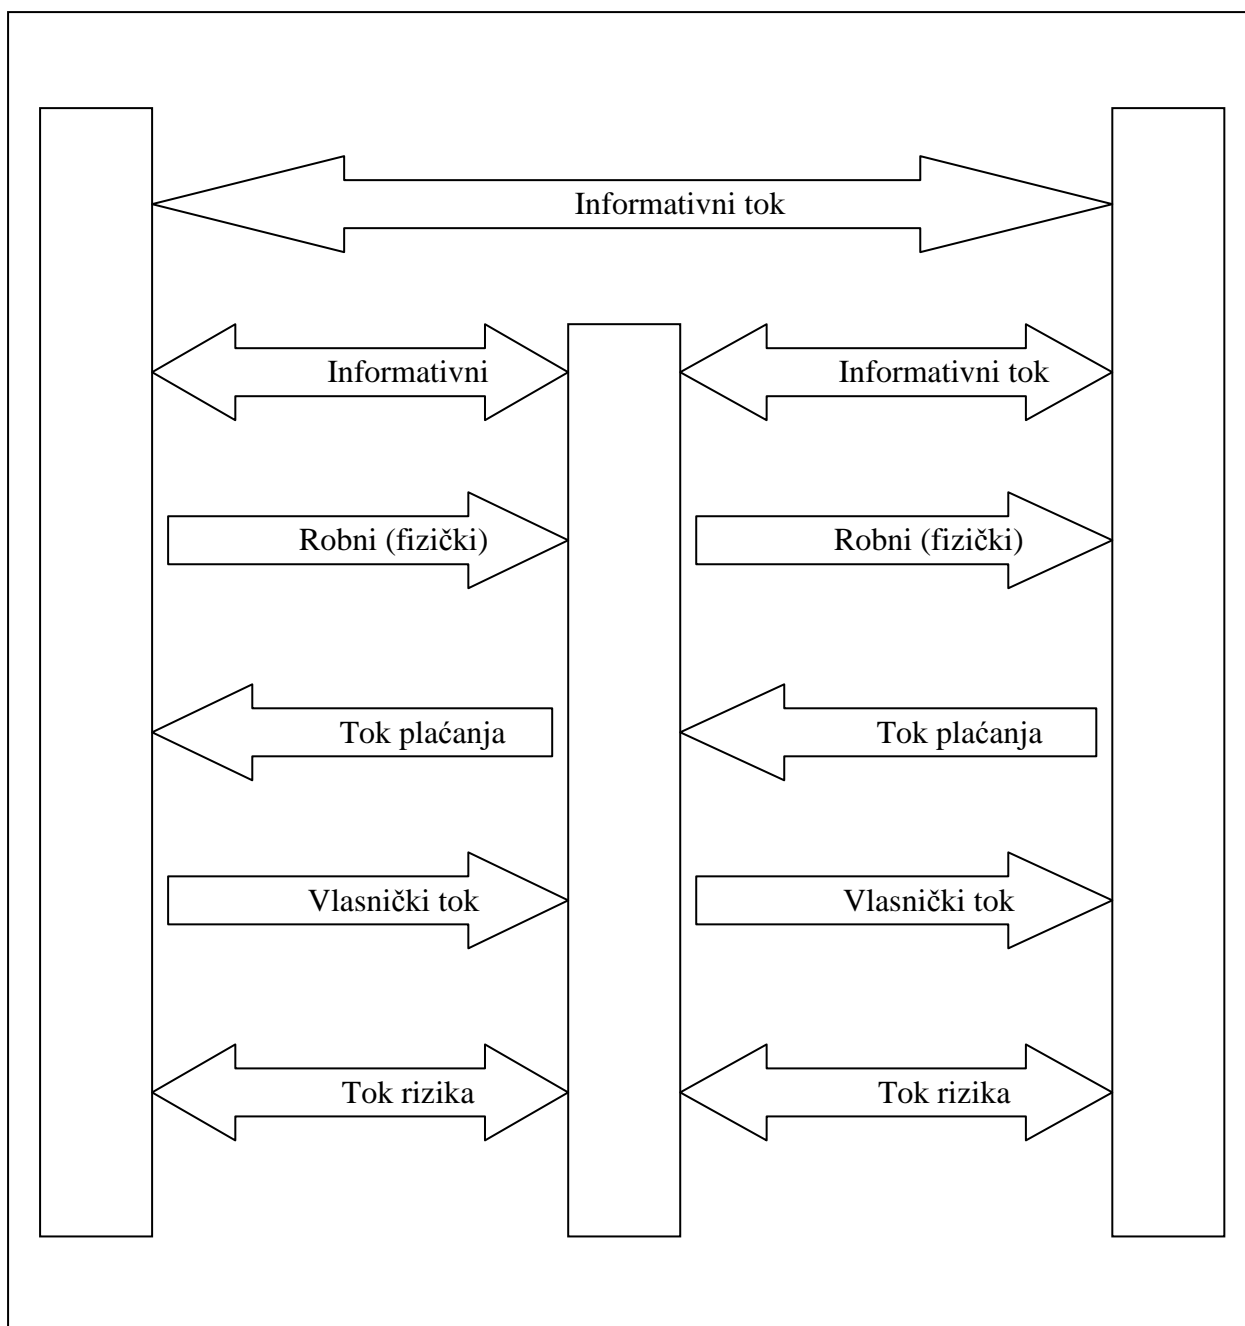 Informativni tok
Informativni
Informativni tok
Robni (fizički)
Robni (fizički)
Tok plaćanja
Tok plaćanja
Vlasnički tok
Vlasnički tok
Tok rizika
Tok rizika